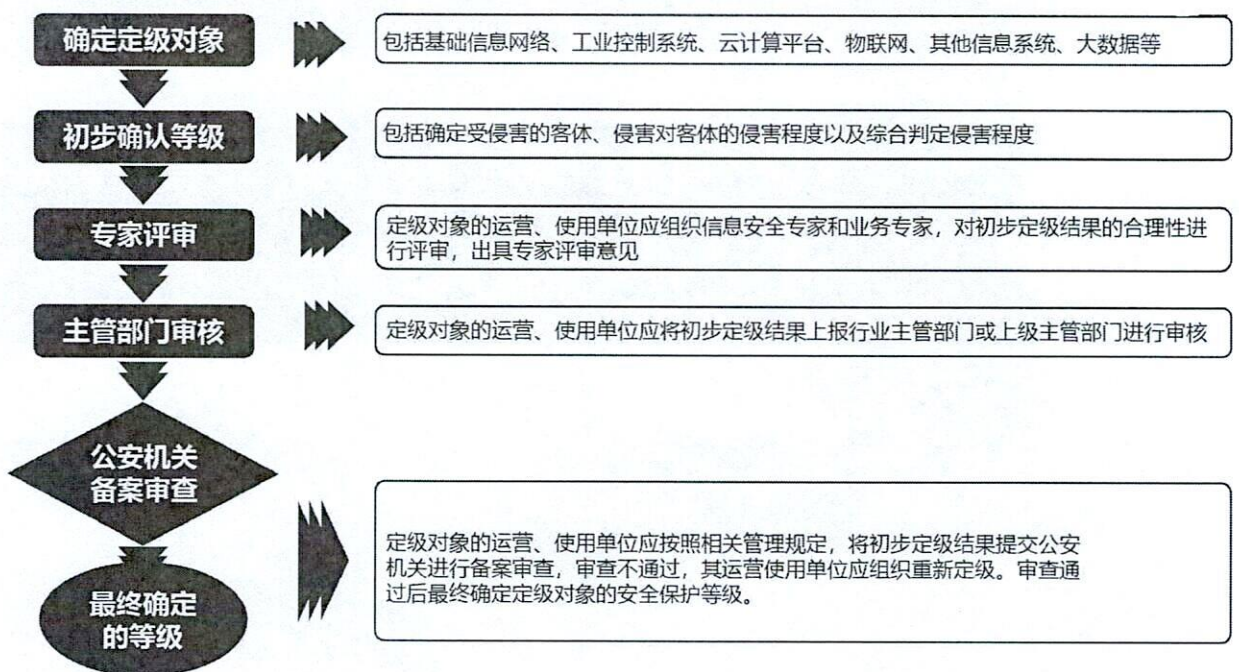 确定定级对象
包括基础信息网络、工业控制系统、云计算平台、物联网、其他信息系统、大数据等
初步确认等级
包括确定受侵害的客体、侵害对客体的侵害程度以及综合判定侵害程度
专家评审
定级对象的运营、使用单位应组织信息安全专家和业务专家，对初步定级结果的合理性进
行评审，出具专家评审意见
主管部门审核
定级对象的运营、使用单位应将初步定级结果上报行业主管部门或上级主管部门进行审核
公安机关
备案审查
定级对象的运营、使用单位应按照相关管理规定，将初步定级结果提交公安
机关进行备案审查，审查不通过，其运营使用单位应组织重新定级。审查通
过后最终确定定级对象的安全保护等级。
最终确定
的等级